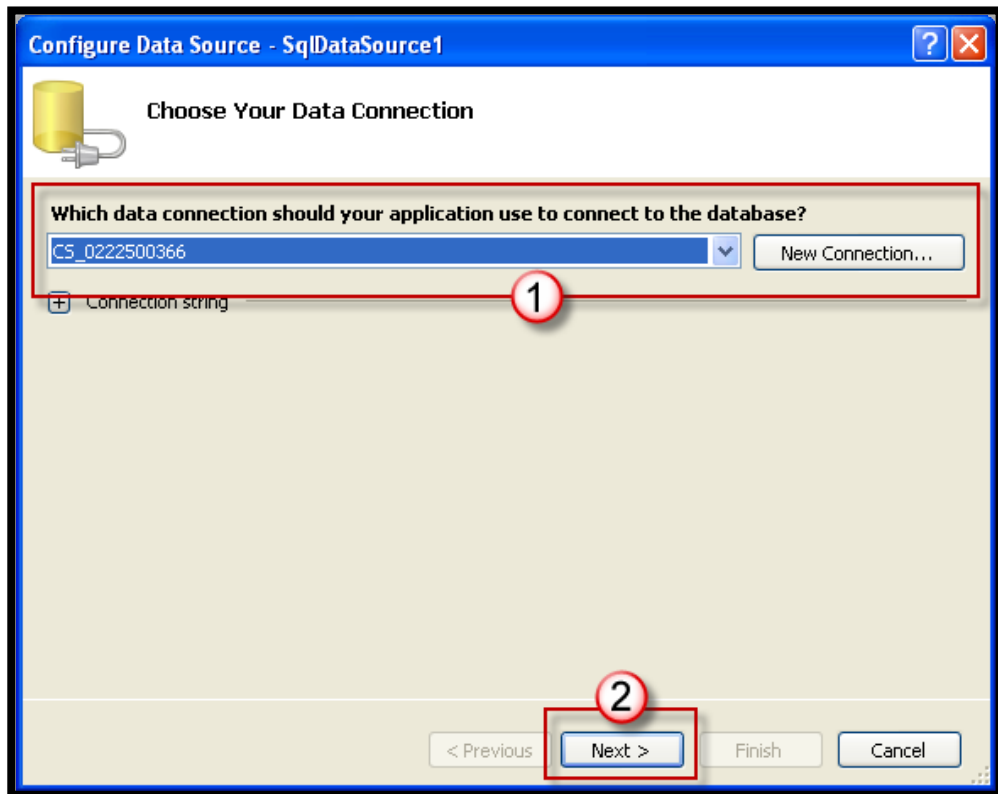 Configure Data Source - SqlDataSource1
Choose Your Data Connection
Which data connection should your application use to connect to the database?
CS_0222500366
New Connection...
Connection string
1
2
< Previous
Next >
Finish
Cancel